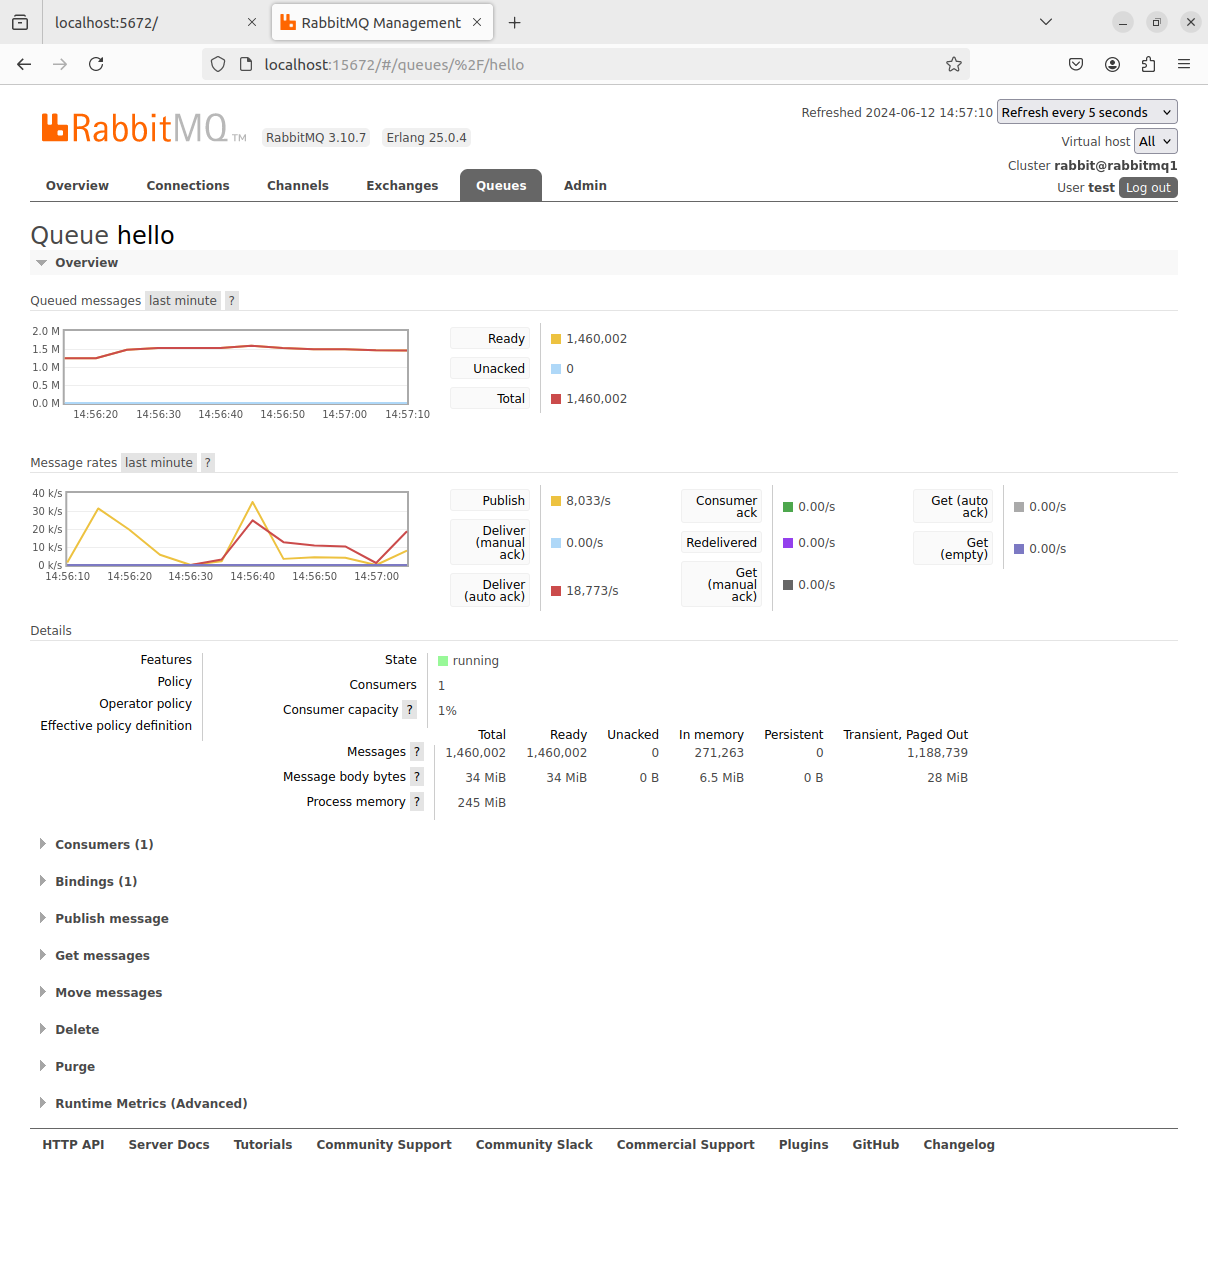 localhost:5672/
RabbitMQ Management
localhost:15672/#/queues/%2F/hello
RabbitMQ TM
RabbitMQ 3.10.7
Erlang 25.0.4
Refreshed 2024-06-12 14:57:10 Refresh every 5 seconds
Virtual host All
Cluster rabbit@rabbitmq1
User test Log out
Overview Connections Channels Exchanges Queues Admin
Queue hello
Overview
Queued messages last minute ?
2.0 M
1.5 M
1.0 M
0.5 M
0.0 M
14:56:20 14:56:30 14:56:40 14:56:50 14:57:00 14:57:10
Ready 1,460,002
Unacked 0
Total 1,460,002
Message rates last minute ?
40 k/s
30 k/s
20 k/s
10 k/s
0 k/s
14:56:10 14:56:20 14:56:30 14:56:40 14:56:50 14:57:00
Publish 8,033/s
Deliver
(manual
ack)
0.00/s
Deliver
(auto ack)
18,773/s
Consumer
ack
0.00/s
Redelivered 0.00/s
Get
(manual
ack)
0.00/s
Get (auto
ack)
0.00/s
Get
(empty)
0.00/s
Details
Features
Policy
Operator policy
Effective policy definition
State running
Consumers 1
Consumer capacity ? 1%
Total Ready Unacked In memory Persistent Transient, Paged Out
Messages ? 1,460,002 1,460,002 0 271,263 0 1,188,739
Message body bytes ? 34 MiB 34 MiB 0 B 6.5 MiB 0 B 28 MiB
Process memory ? 245 MiB
Consumers (1)
Bindings (1)
Publish message
Get messages
Move messages
Delete
Purge
Runtime Metrics (Advanced)
HTTP API Server Docs Tutorials Community Support Community Slack Commercial Support Plugins GitHub Changelog